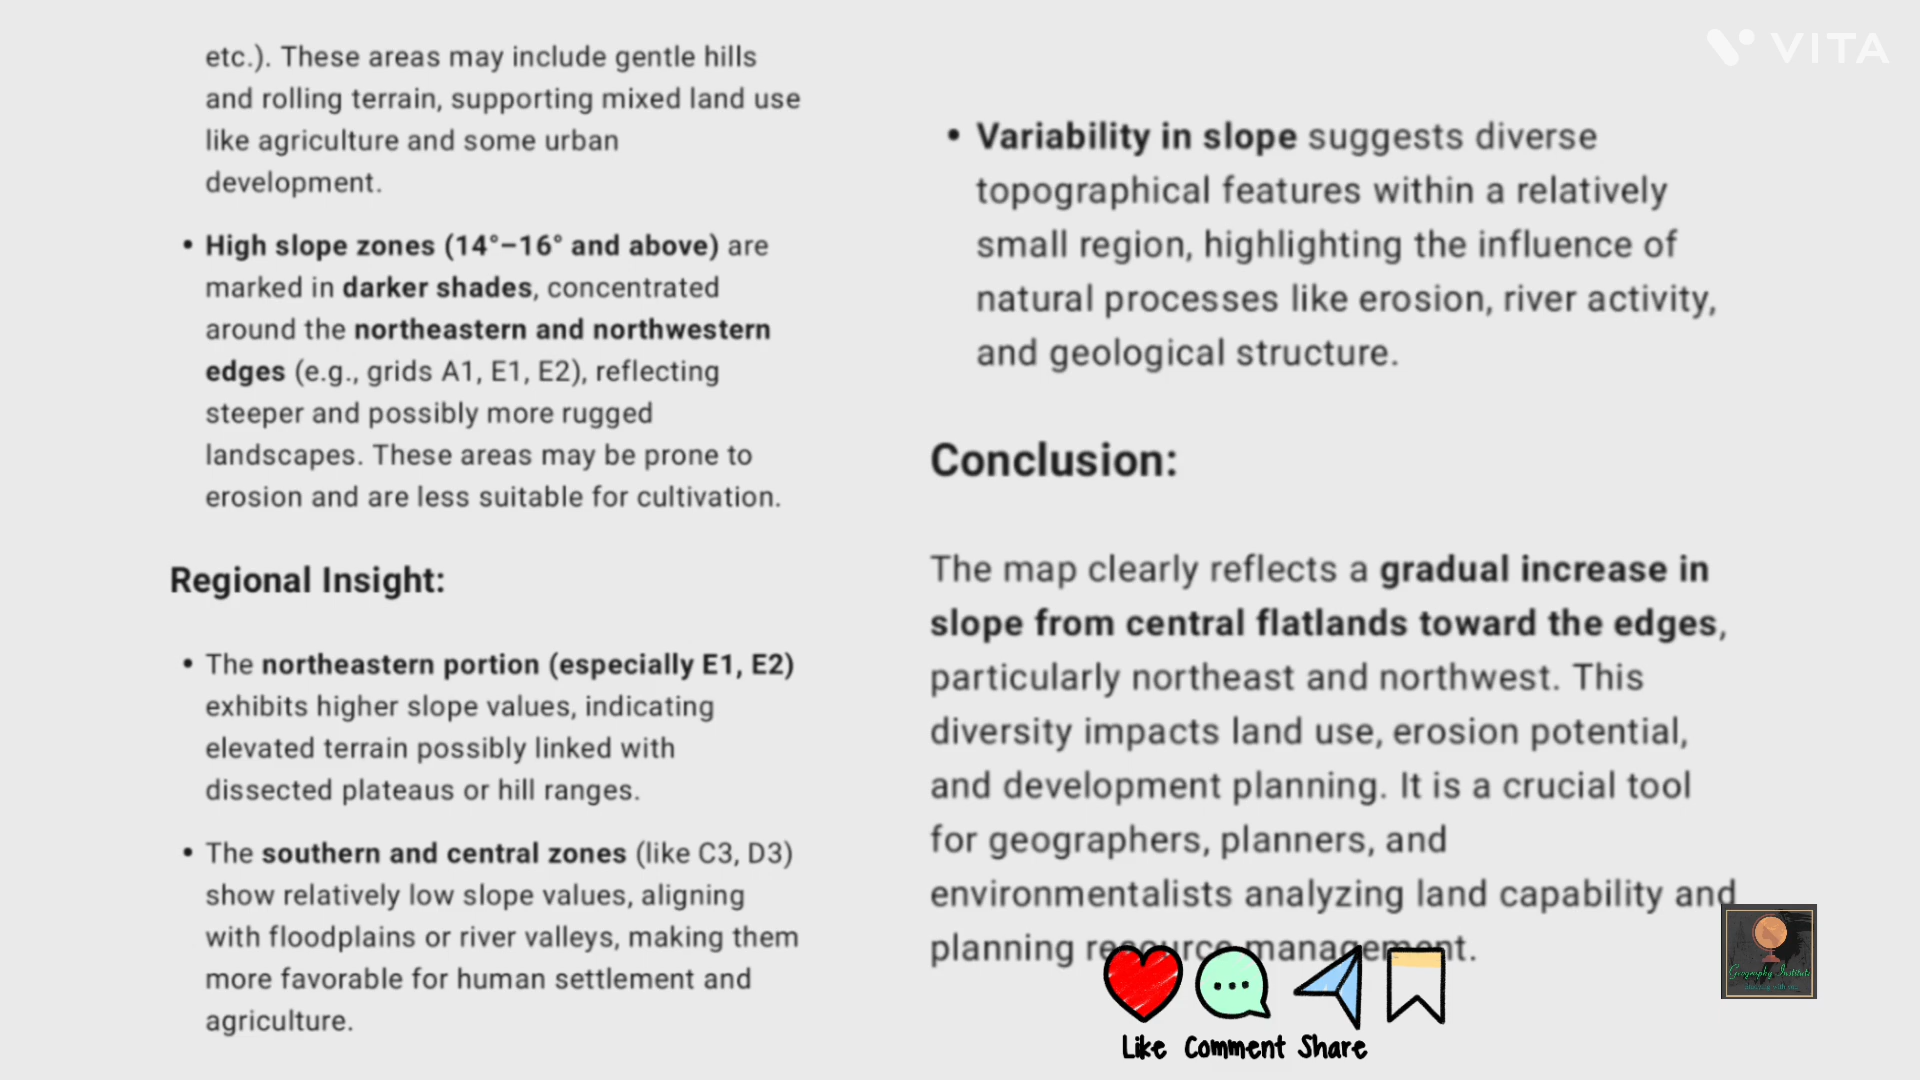 etc.). These areas may include gentle hills
and rolling terrain, supporting mixed land use
like agriculture and some urban
development.
• High slope zones (14°–16° and above) are
marked in darker shades, concentrated
around the northeastern and northwestern
edges (e.g., grids A1, E1, E2), reflecting
steeper and possibly more rugged
landscapes. These areas may be prone to
erosion and are less suitable for cultivation.
Regional Insight:
• The northeastern portion (especially E1, E2)
exhibits higher slope values, indicating
elevated terrain possibly linked with
dissected plateaus or hill ranges.
• The southern and central zones (like C3, D3)
show relatively low slope values, aligning
with floodplains or river valleys, making them
more favorable for human settlement and
agriculture.
VITA
• Variability in slope suggests diverse
topographical features within a relatively
small region, highlighting the influence of
natural processes like erosion, river activity,
and geological structure.
Conclusion:
The map clearly reflects a gradual increase in
slope from central flatlands toward the edges,
particularly northeast and northwest. This
diversity impacts land use, erosion potential,
and development planning. It is a crucial tool
for geographers, planners, and
environmentalists analyzing land capability and
planning resource management.
Like Comment Share
Geography Institute